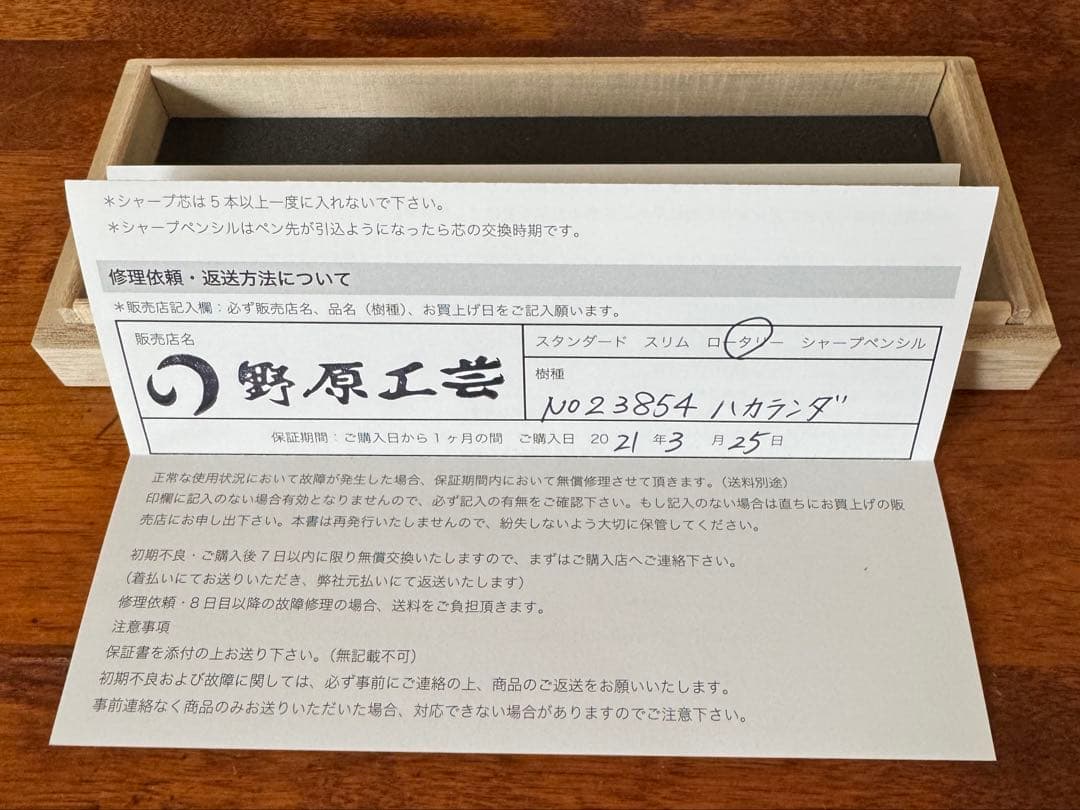 ＊シャープ芯は５本以上一度に入れないで下さい。
＊シャープペンシルはペン先が引込ようになったら芯の交換時期です。
修理依頼・返送方法について
＊販売店記入欄：必ず販売店名、品名（樹種）、お買上げ日をご記入願います。
販売店名
野原工芸
スタンダード　スリム　ロータリー　シャープペンシル
樹種
No23854 ハカランダ
保証期間：ご購入日から１ヶ月の間　ご購入日　2021年3月25日
正常な使用状況において故障が発生した場合、保証期間内において無償修理させて頂きます。（送料別途）
印欄に記入のない場合有効となりませんので、必ず記入の有無をご確認下さい。もし記入のない場合は直ちにお買上げの販
売店にお申し出下さい。本書は再発行いたしませんので、紛失しないよう大切に保管してください。
初期不良・ご購入後７日以内に限り無償交換いたしますので、まずはご購入店へご連絡下さい。
（着払いにてお送りいただき、弊社元払いにて返送いたします）
修理依頼・８日目以降の故障修理の場合、送料をご負担頂きます。
注意事項
保証書を添付の上お送り下さい。（無記載不可）
初期不良および故障に関しては、必ず事前にご連絡の上、商品のご返送をお願いいたします。
事前連絡なく商品のみお送りいただいた場合、対応できない場合がありますのでご注意下さい。